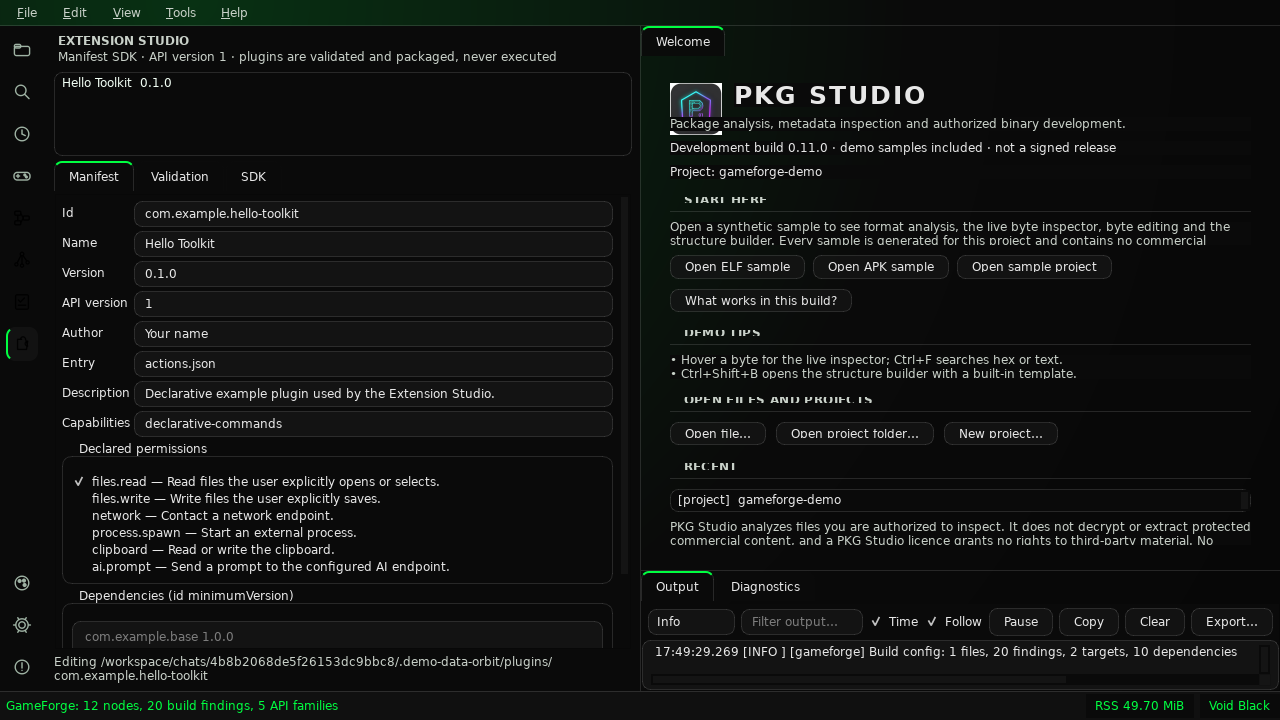 File Edit View Tools Help
EXTENSION STUDIO
Manifest SDK · API version 1 · plugins are validated and packaged, never executed
Hello Toolkit 0.1.0
Manifest Validation SDK
Id com.example.hello-toolkit
Name Hello Toolkit
Version 0.1.0
API version 1
Author Your name
Entry actions.json
Description Declarative example plugin used by the Extension Studio.
Capabilities declarative-commands
Declared permissions
✓ files.read — Read files the user explicitly opens or selects.
files.write — Write files the user explicitly saves.
network — Contact a network endpoint.
process.spawn — Start an external process.
clipboard — Read or write the clipboard.
ai.prompt — Send a prompt to the configured AI endpoint.
Dependencies (id minimumVersion)
com.example.base 1.0.0
Editing /workspace/chats/4b8b2068de5f26153dc9bbc8/.demo-data-orbit/plugins/
com.example.hello-toolkit
Welcome
PKG STUDIO
Package analysis, metadata inspection and authorized binary development.
Development build 0.11.0 · demo samples included · not a signed release
Project: gameforge-demo
START HERE
Open a synthetic sample to see format analysis, the live byte inspector, byte editing and the
structure builder. Every sample is generated for this project and contains no commercial
Open ELF sample Open APK sample Open sample project
What works in this build?
DEMO TIPS
• Hover a byte for the live inspector; Ctrl+F searches hex or text.
• Ctrl+Shift+B opens the structure builder with a built-in template.
OPEN FILES AND PROJECTS
Open file... Open project folder... New project...
RECENT
[project] gameforge-demo
PKG Studio analyzes files you are authorized to inspect. It does not decrypt or extract protected
commercial content, and a PKG Studio licence grants no rights to third-party material. No
Output Diagnostics
Info Filter output... ✓ Time ✓ Follow Pause Copy Clear Export...
17:49:29.269 [INFO ] [gameforge] Build config: 1 files, 20 findings, 2 targets, 10 dependencies
GameForge: 12 nodes, 20 build findings, 5 API families
RSS 49.70 MiB Void Black